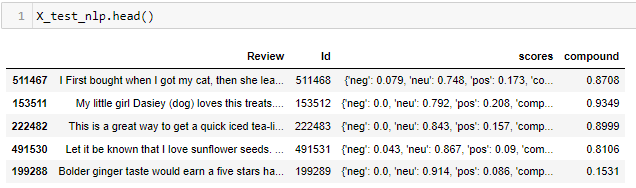 1 X_test_nlp.head()
Review Id scores compound
511467 I First bought when I got my cat, then she lea... 511468 {'neg': 0.079, 'neu': 0.748, 'pos': 0.173, 'co... 0.8708
153511 My little girl Dasiey (dog) loves this treats.... 153512 {'neg': 0.0, 'neu': 0.792, 'pos': 0.208, 'comp... 0.9349
222482 This is a great way to get a quick iced tea-li... 222483 {'neg': 0.0, 'neu': 0.843, 'pos': 0.157, 'comp... 0.8999
491530 Let it be known that I love sunflower seeds. ... 491531 {'neg': 0.043, 'neu': 0.867, 'pos': 0.09, 'com... 0.8106
199288 Bolder ginger taste would earn a five stars ha... 199289 {'neg': 0.0, 'neu': 0.914, 'pos': 0.086, 'comp... 0.1531